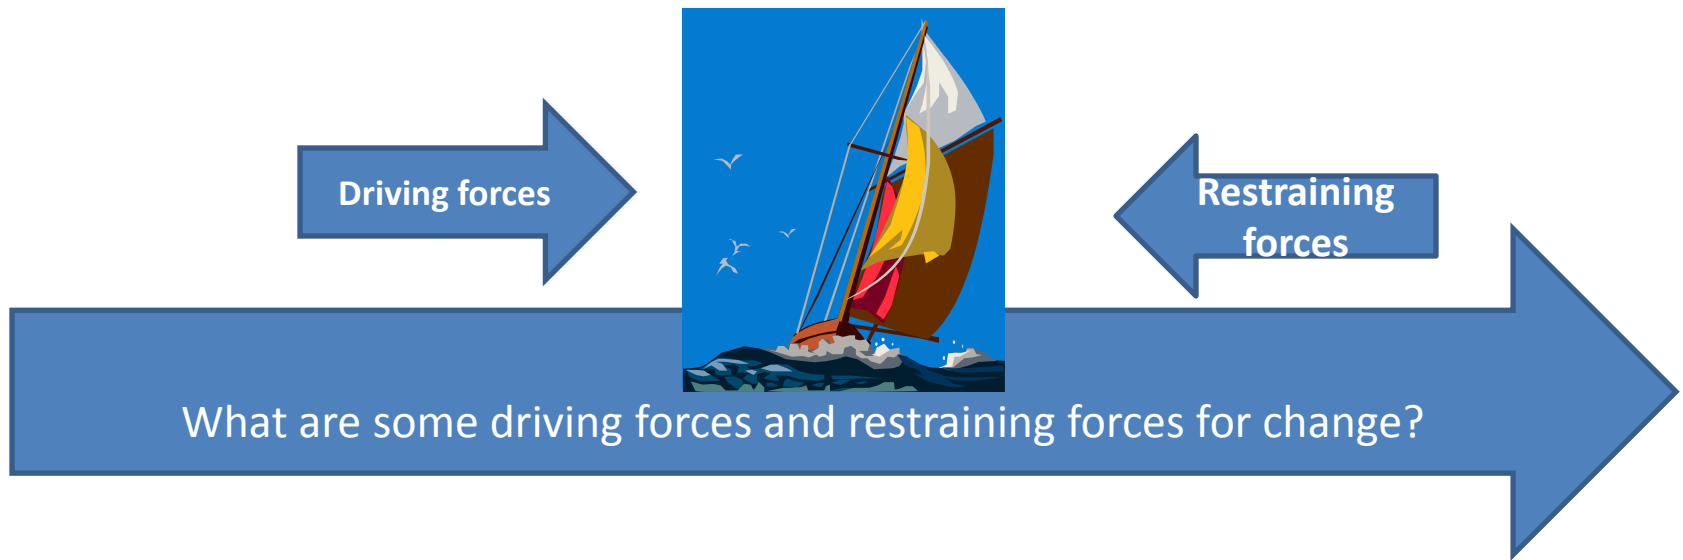 Driving forces
Restraining
forces
What are some driving forces and restraining forces for change?